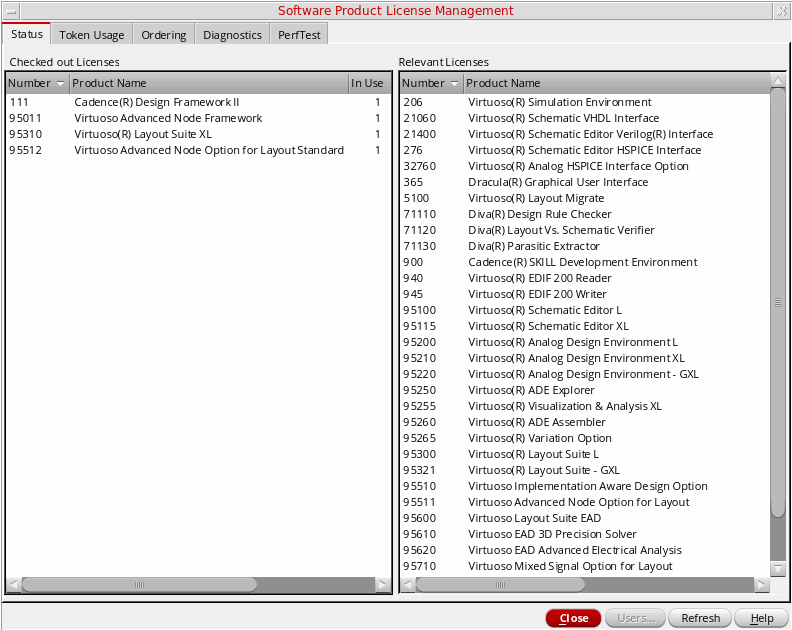 Software Product License Management
Status Token Usage Ordering Diagnostics PerfTest
Checked out Licenses
Number Product Name In Use
111 Cadence(R) Design Framework II 1
95011 Virtuoso Advanced Node Framework 1
95310 Virtuoso(R) Layout Suite XL 1
95512 Virtuoso Advanced Node Option for Layout Standard 1
Relevant Licenses
Number Product Name
206 Virtuoso(R) Simulation Environment
21060 Virtuoso(R) Schematic VHDL Interface
21400 Virtuoso(R) Schematic Editor Verilog(R) Interface
276 Virtuoso(R) Schematic Editor HSPICE Interface
32760 Virtuoso(R) Analog HSPICE Interface Option
365 Dracula(R) Graphical User Interface
5100 Virtuoso(R) Layout Migrate
71110 Diva(R) Design Rule Checker
71120 Diva(R) Layout Vs. Schematic Verifier
71130 Diva(R) Parasitic Extractor
900 Cadence(R) SKILL Development Environment
940 Virtuoso(R) EDIF 200 Reader
945 Virtuoso(R) EDIF 200 Writer
95100 Virtuoso(R) Schematic Editor L
95115 Virtuoso(R) Schematic Editor XL
95200 Virtuoso(R) Analog Design Environment L
95210 Virtuoso(R) Analog Design Environment XL
95220 Virtuoso(R) Analog Design Environment - GXL
95250 Virtuoso(R) ADE Explorer
95255 Virtuoso(R) Visualization & Analysis XL
95260 Virtuoso(R) ADE Assembler
95265 Virtuoso(R) Variation Option
95300 Virtuoso(R) Layout Suite L
95321 Virtuoso(R) Layout Suite - GXL
95510 Virtuoso Implementation Aware Design Option
95511 Virtuoso Advanced Node Option for Layout
95600 Virtuoso Layout Suite EAD
95610 Virtuoso EAD 3D Precision Solver
95620 Virtuoso EAD Advanced Electrical Analysis
95710 Virtuoso Mixed Signal Option for Layout
Close Users... Refresh Help